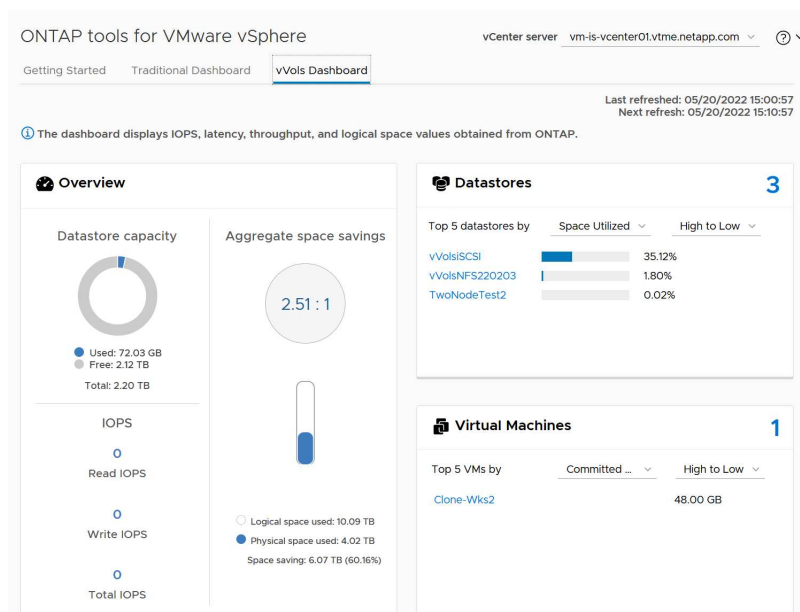 ONTAP tools for VMware vSphere
vCenter server vm-is-vcenter01.vtme.netapp.com
Getting Started Traditional Dashboard vVols Dashboard
Last refreshed: 05/20/2022 15:00:57
Next refresh: 05/20/2022 15:10:57
The dashboard displays IOPS, latency, throughput, and logical space values obtained from ONTAP.
Overview
Datastore capacity
Used: 72.03 GB
Free: 2.12 TB
Total: 2.20 TB
IOPS
0
Read IOPS
0
Write IOPS
0
Total IOPS
Aggregate space savings
2.51 : 1
Logical space used: 10.09 TB
Physical space used: 4.02 TB
Space saving: 6.07 TB (60.16%)
Datastores 3
Top 5 datastores by Space Utilized High to Low
vVolsiSCSI 35.12%
vVolsNFS220203 1.80%
TwoNodeTest2 0.02%
Virtual Machines 1
Top 5 VMs by Committed ... High to Low
Clone-Wks2 48.00 GB